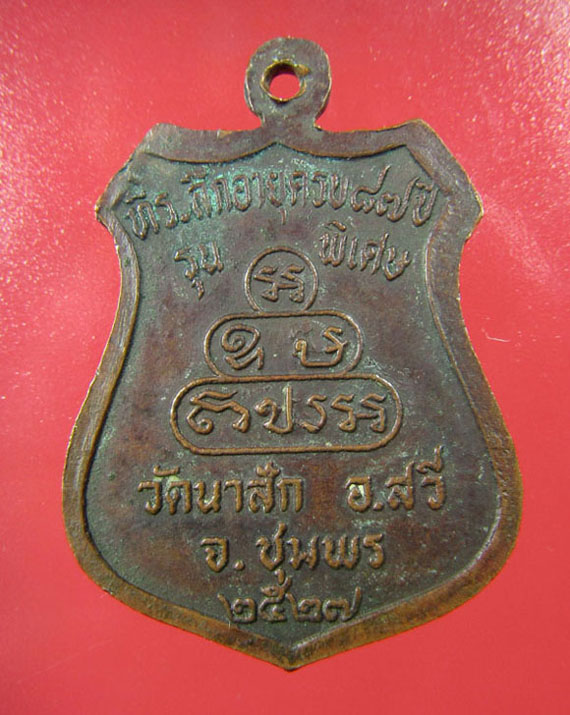 ที่ร_ลึกอายุครบ๘๗ปี
รุ่น พิเศษ
วัดนาสัก อ.สวี
จ.ชุมพร
๒๕๒๗